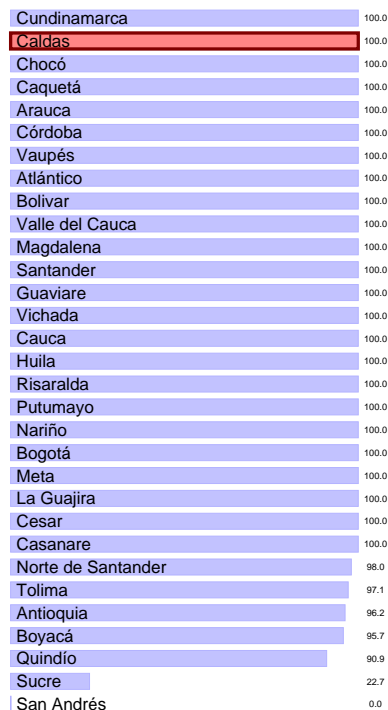 Cundinamarca 100.0
Caldas 100.0
Chocó 100.0
Caquetá 100.0
Arauca 100.0
Córdoba 100.0
Vaupés 100.0
Atlántico 100.0
Bolivar 100.0
Valle del Cauca 100.0
Magdalena 100.0
Santander 100.0
Guaviare 100.0
Vichada 100.0
Cauca 100.0
Huila 100.0
Risaralda 100.0
Putumayo 100.0
Nariño 100.0
Bogotá 100.0
Meta 100.0
La Guajira 100.0
Cesar 100.0
Casanare 100.0
Norte de Santander 98.0
Tolima 97.1
Antioquia 96.2
Boyacá 95.7
Quindío 90.9
Sucre 22.7
San Andrés 0.0